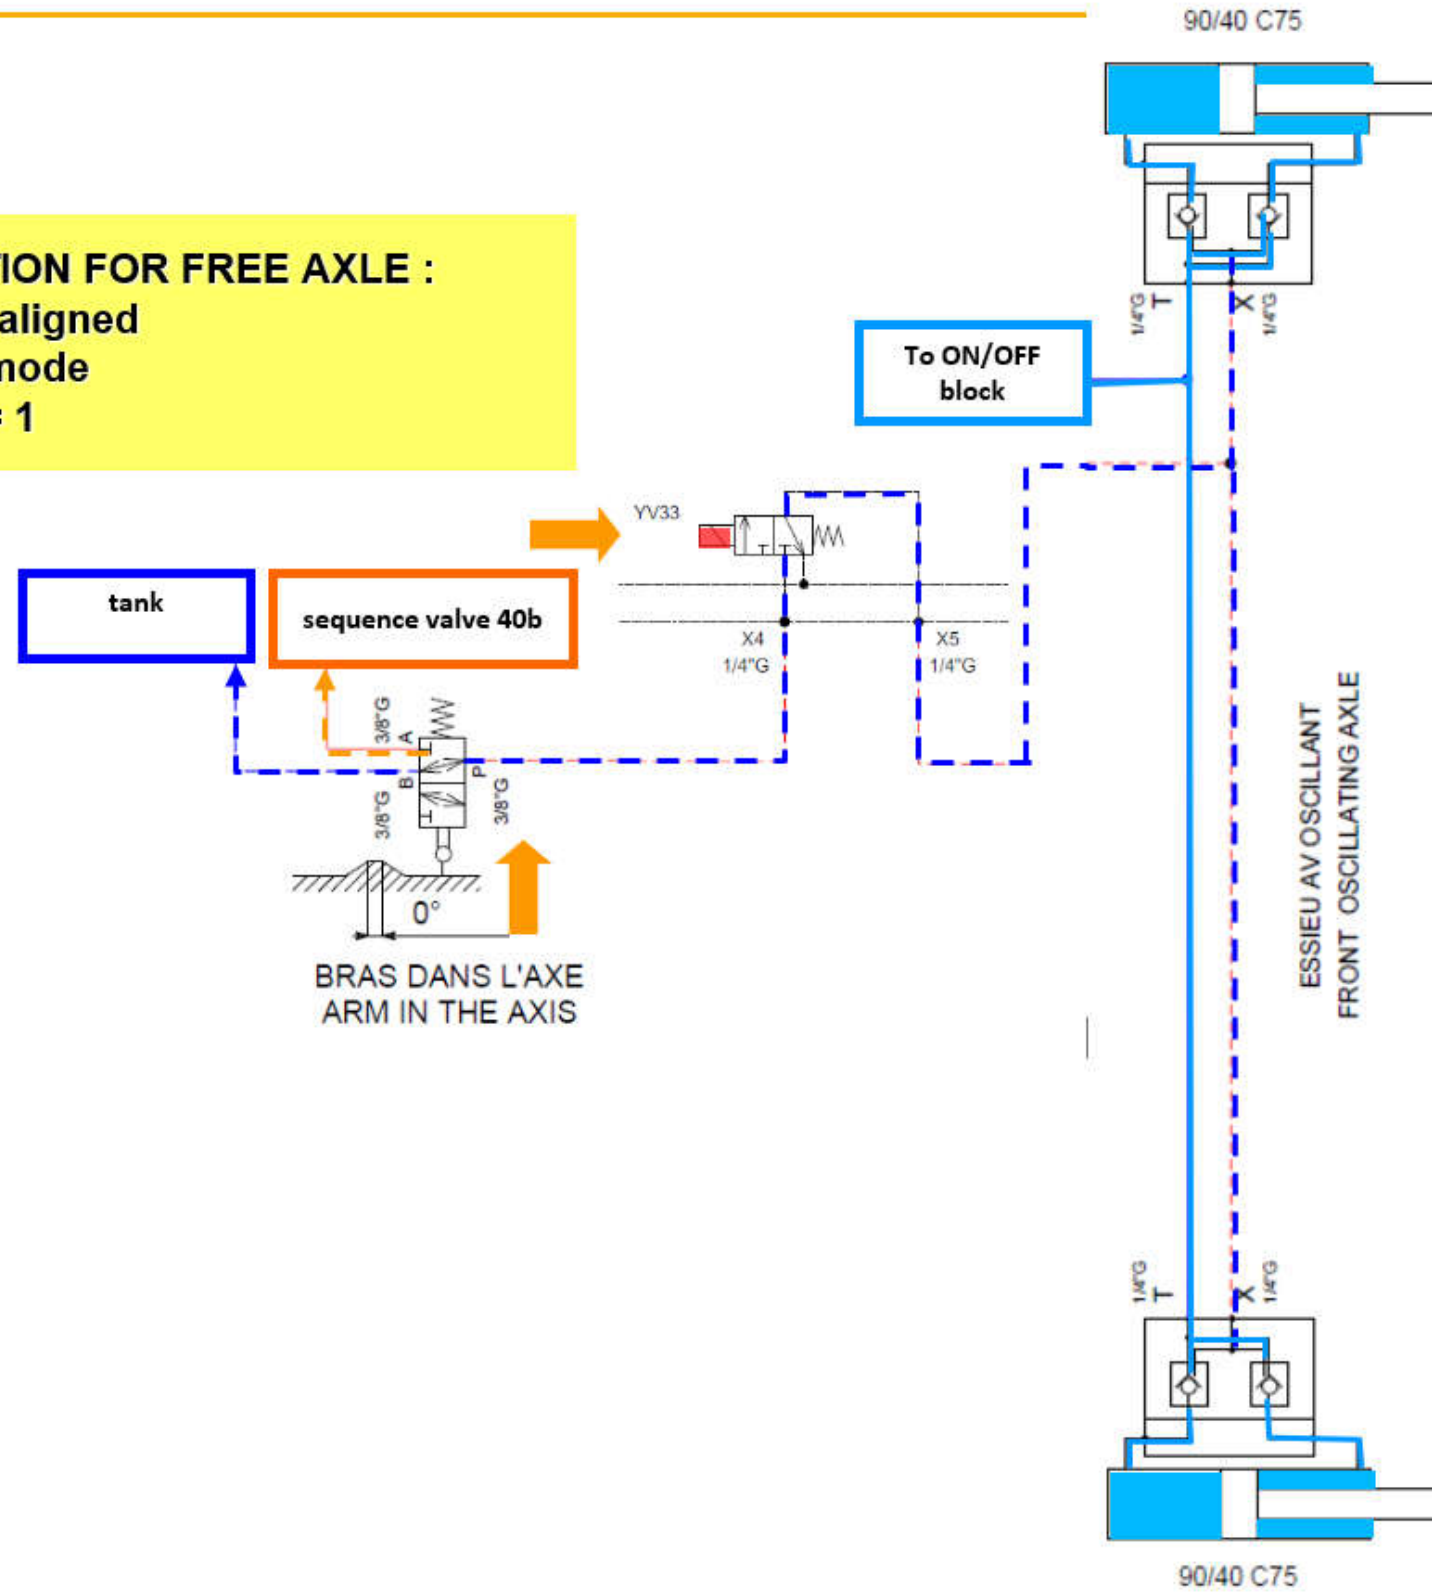 90/40 C75
TION FOR FREE AXLE :
aligned
mode
= 1
To ON/OFF
block
1/4"G
T
X
1/4"G
YV33
tank
sequence valve 40b
X4
1/4"G
X5
1/4"G
3/8"G
A
B
P
3/8"G
3/8"G
0°
BRAS DANS L'AXE
ARM IN THE AXIS
ESSIEU AV OSCILLANT
FRONT OSCILLATING AXLE
1/4"G
T
X
1/4"G
90/40 C75